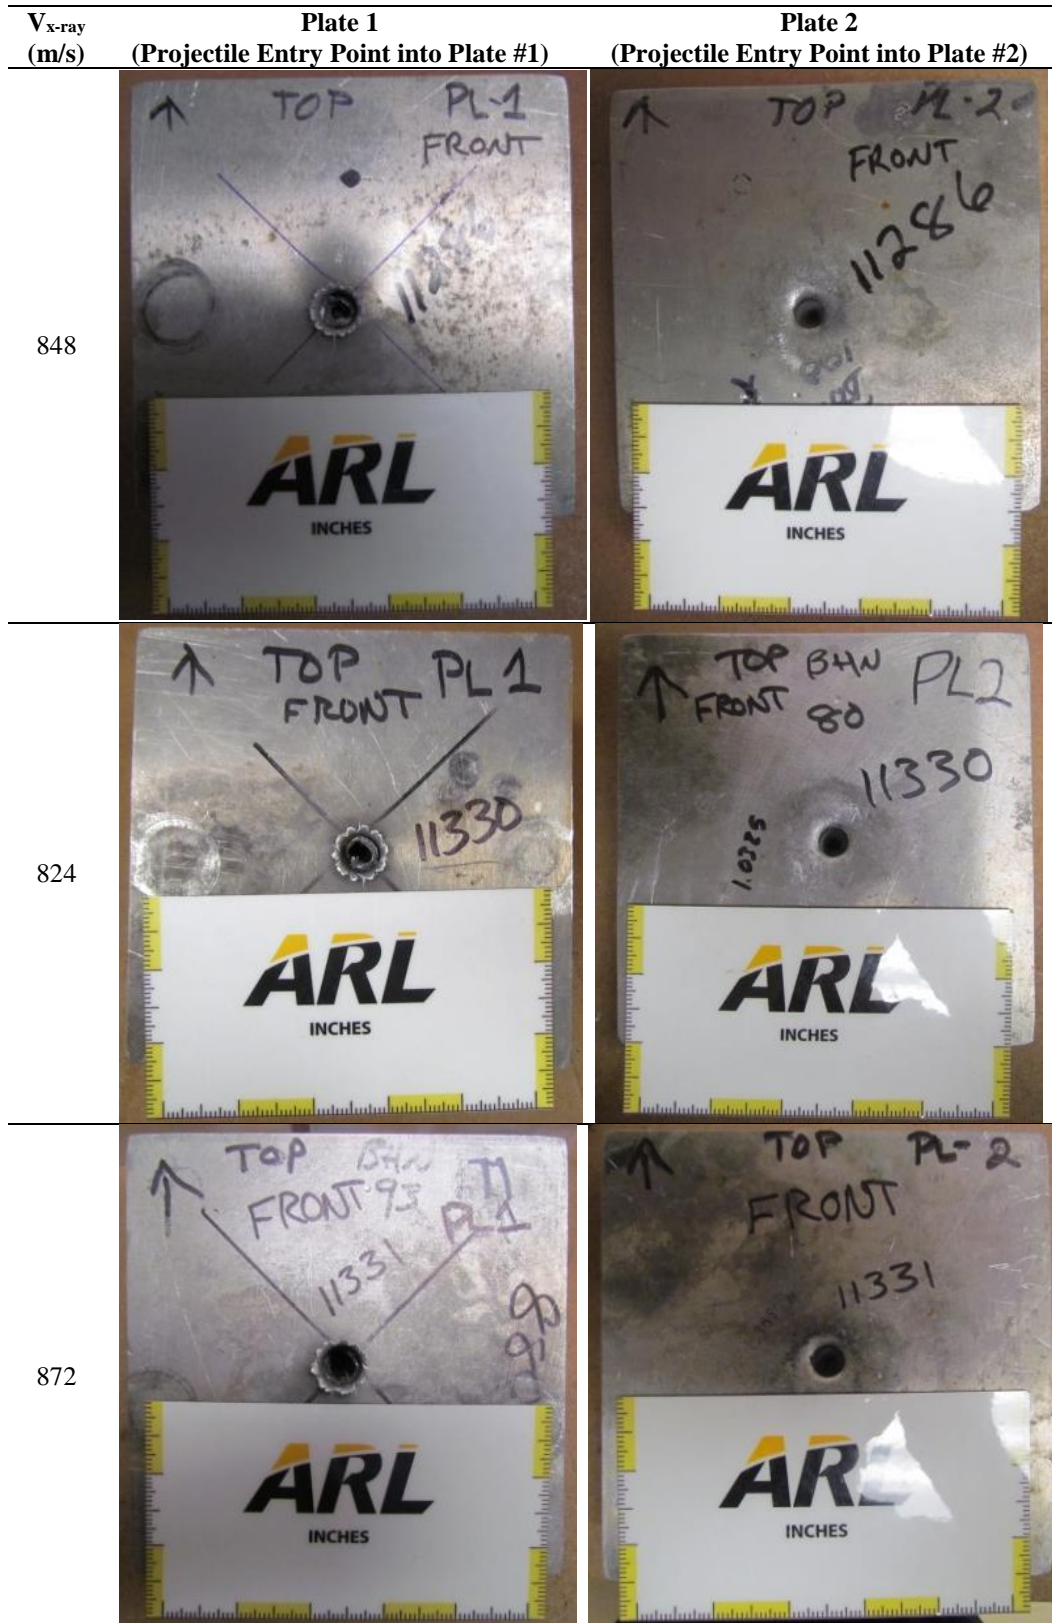 Vx-ray
(m/s)
Plate 1
(Projectile Entry Point into Plate #1)
Plate 2
(Projectile Entry Point into Plate #2)
848
TOP PL-1
FRONT
ARL
INCHES
TOP PL-2
FRONT
11286
ARL
INCHES
824
TOP PL 1
FRONT
11330
ARL
INCHES
TOP BHN PL2
FRONT 80
11330
1.0325
ARL
INCHES
872
TOP BHN
FRONT 93 PL1
11331
ARL
INCHES
TOP PL-2
FRONT
11331
ARL
INCHES